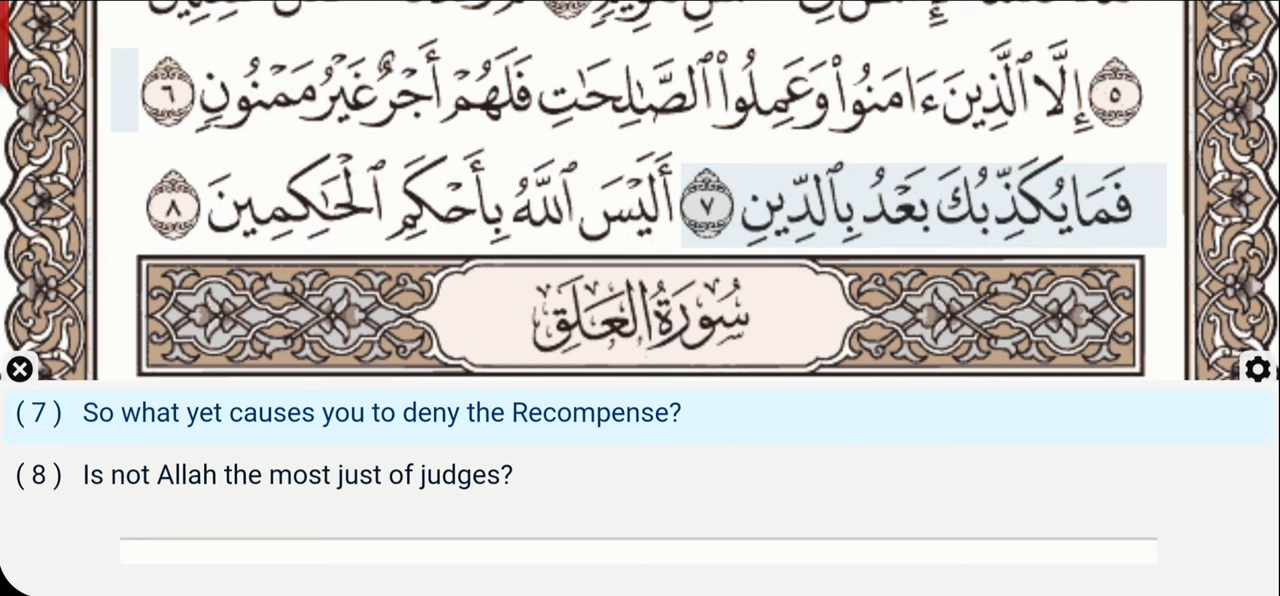 ۝٥ إِلَّا ٱلَّذِينَ ءَامَنُوا۟ وَعَمِلُوا۟ ٱلصَّـٰلِحَـٰتِ فَلَهُمْ أَجْرٌ غَيْرُ مَمْنُونٍ ۝٦
فَمَا يُكَذِّبُكَ بَعْدُ بِٱلدِّينِ ۝٧ أَلَيْسَ ٱللَّهُ بِأَحْكَمِ ٱلْحَـٰكِمِينَ ۝٨
سُورَةُ العَلَقِ
( 7 ) So what yet causes you to deny the Recompense?
( 8 ) Is not Allah the most just of judges?